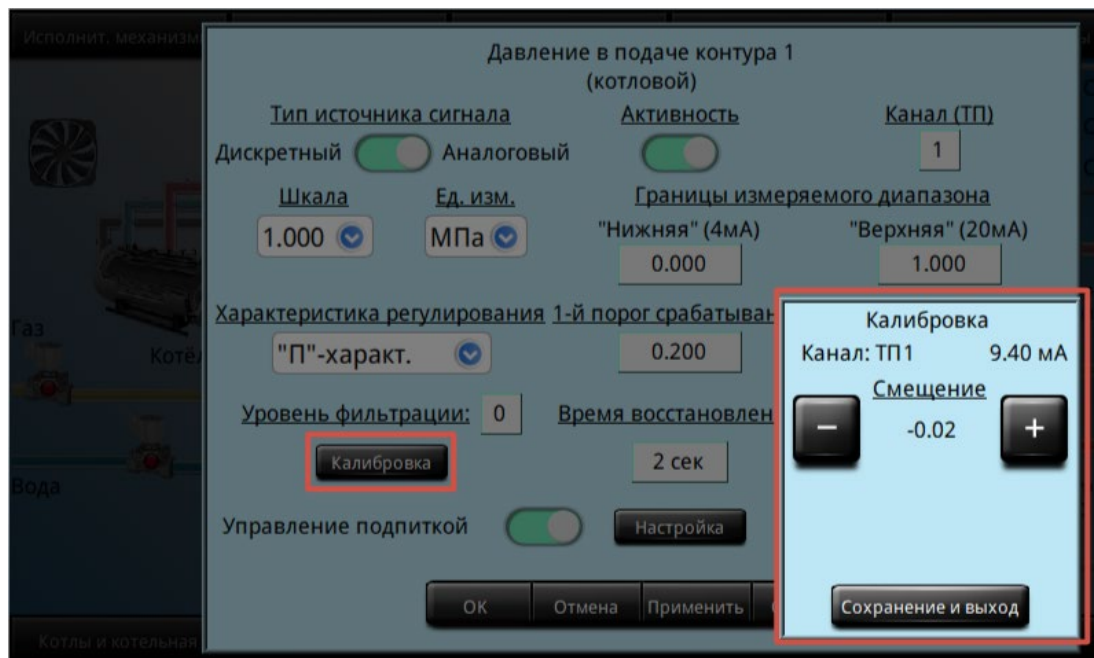 Исполнит. механизм
Давление в подаче контура 1
(котловой)
Тип источника сигнала
Активность
Канал (ТП)
Дискретный
Аналоговый
1
Шкала
Ед. изм.
Границы измеряемого диапазона
1.000
МПа
"Нижняя" (4мА)
"Верхняя" (20мА)
0.000
1.000
Характеристика регулирования
1-й порог срабатыван
"П"-характ.
0.200
Калибровка
Канал: ТП1
9.40 мА
Смещение
−
-0.02
+
Уровень фильтрации:
0
Время восстановлен
Калибровка
2 сек
Управление подпиткой
Настройка
ОК
Отмена
Применить
Сохранение и выход
Газ
Котёл
Вода
Котлы и котельная